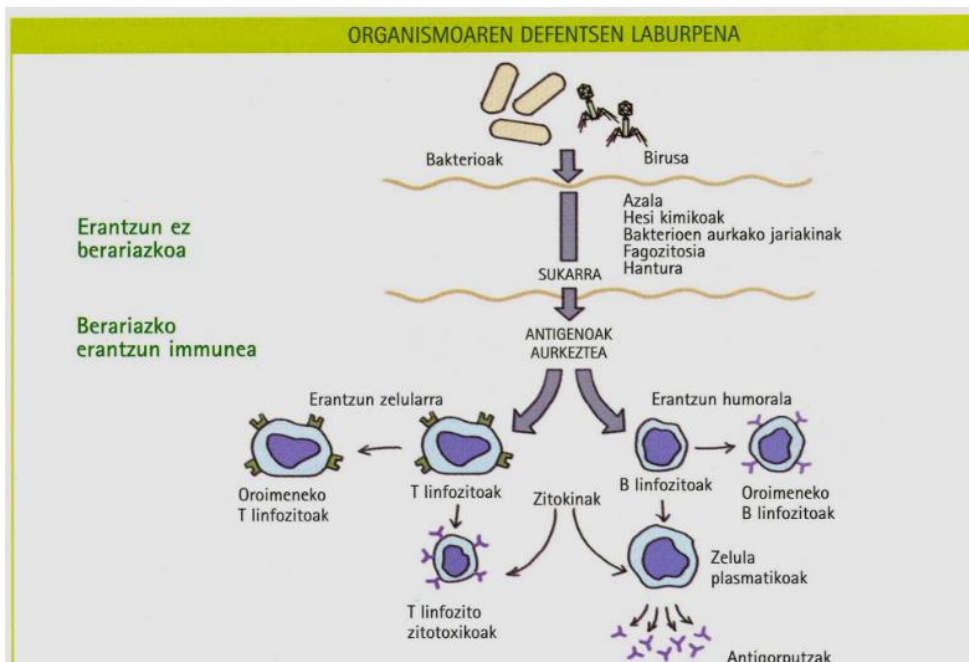 ORGANISMOAREN DEFENTSEN LABURPENA
Bakterioak
Birusa
Erantzun ez
berariazkoa
Azala
Hesi kimikoak
Bakterioen aurkako jariakinak
Fagozitosia
Hantura
SUKARRA
Berariazko
erantzun immunea
ANTIGENOAK
AURKEZTEA
Erantzun zelularra
Erantzun humorala
Oroimeneko
T linfozitoak
T linfozitoak
Zitokinak
B linfozitoak
Oroimeneko
B linfozitoak
T linfozito
zitotoxikoak
Zelula
plasmatikoak
Antigorputzak